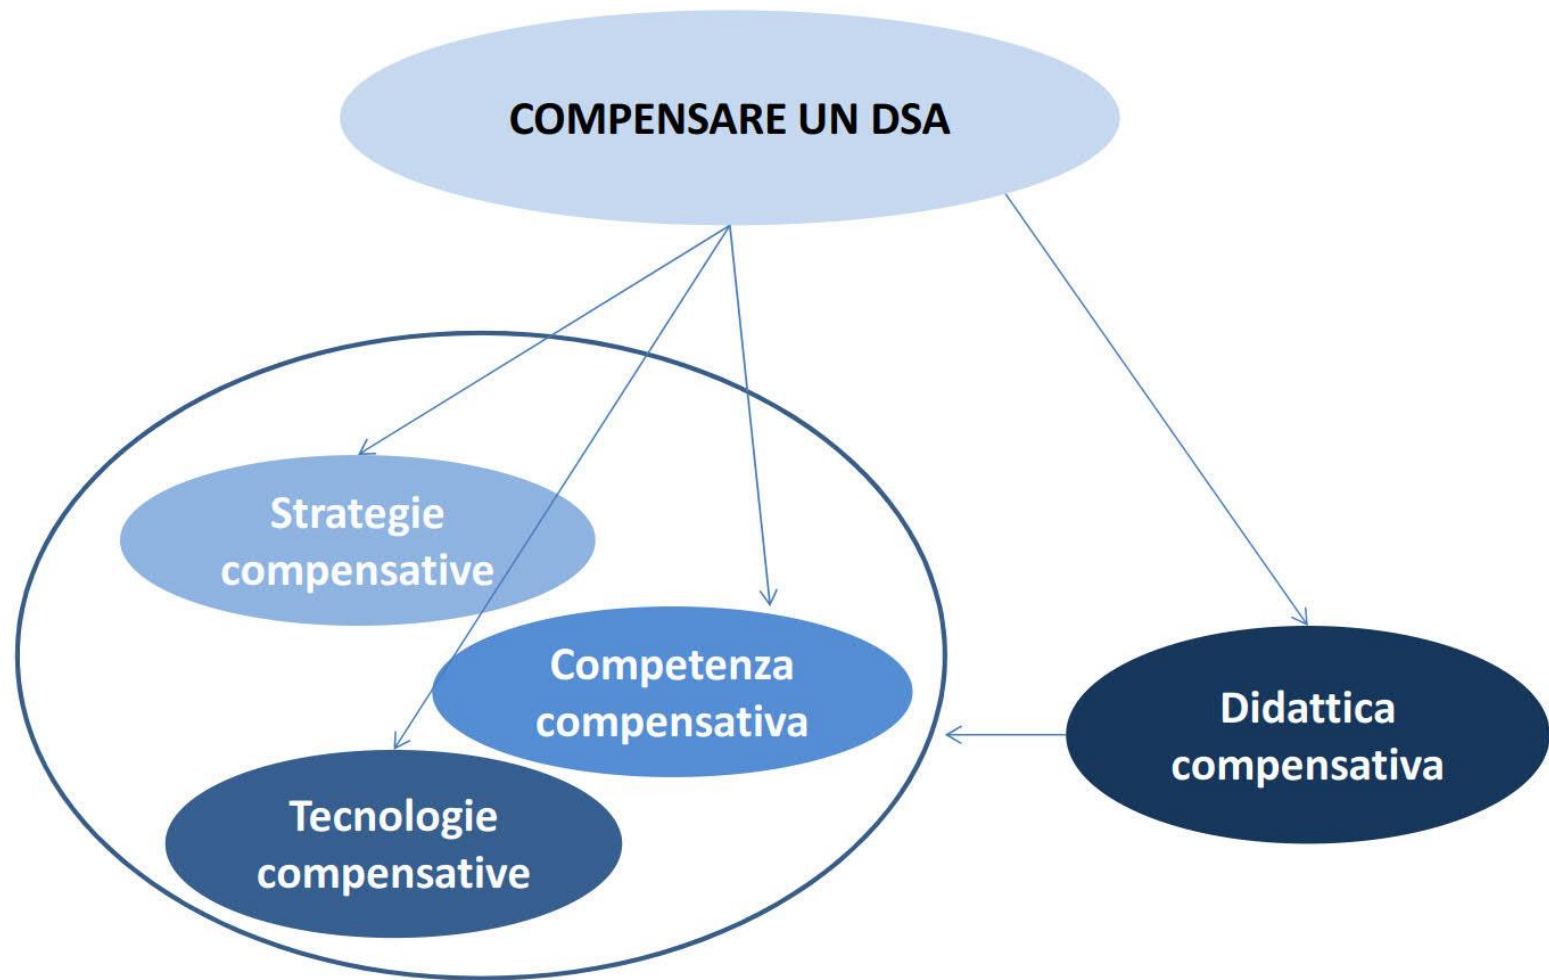 COMPENSARE UN DSA
Strategie
compensative
Competenza
compensativa
Tecnologie
compensative
Didattica
compensativa